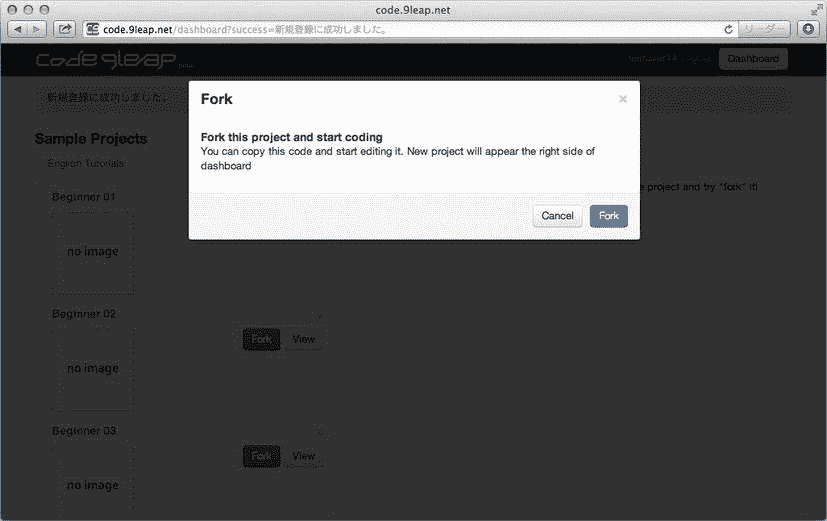 code.9leap.net
code.9leap.net/dashboard?success=新規登録に成功しました。
リーダー
code 9leap
Dashboard
新規登録に成功しました。
Fork
×
Fork this project and start coding
You can copy this code and start editing it. New project will appear the right side of
dashboard
Cancel
Fork
Sample Projects
English Tutorials
project and try "fork" it!
Beginner 01
no image
Beginner 02
no image
Fork
View
Beginner 03
no image
Fork
View